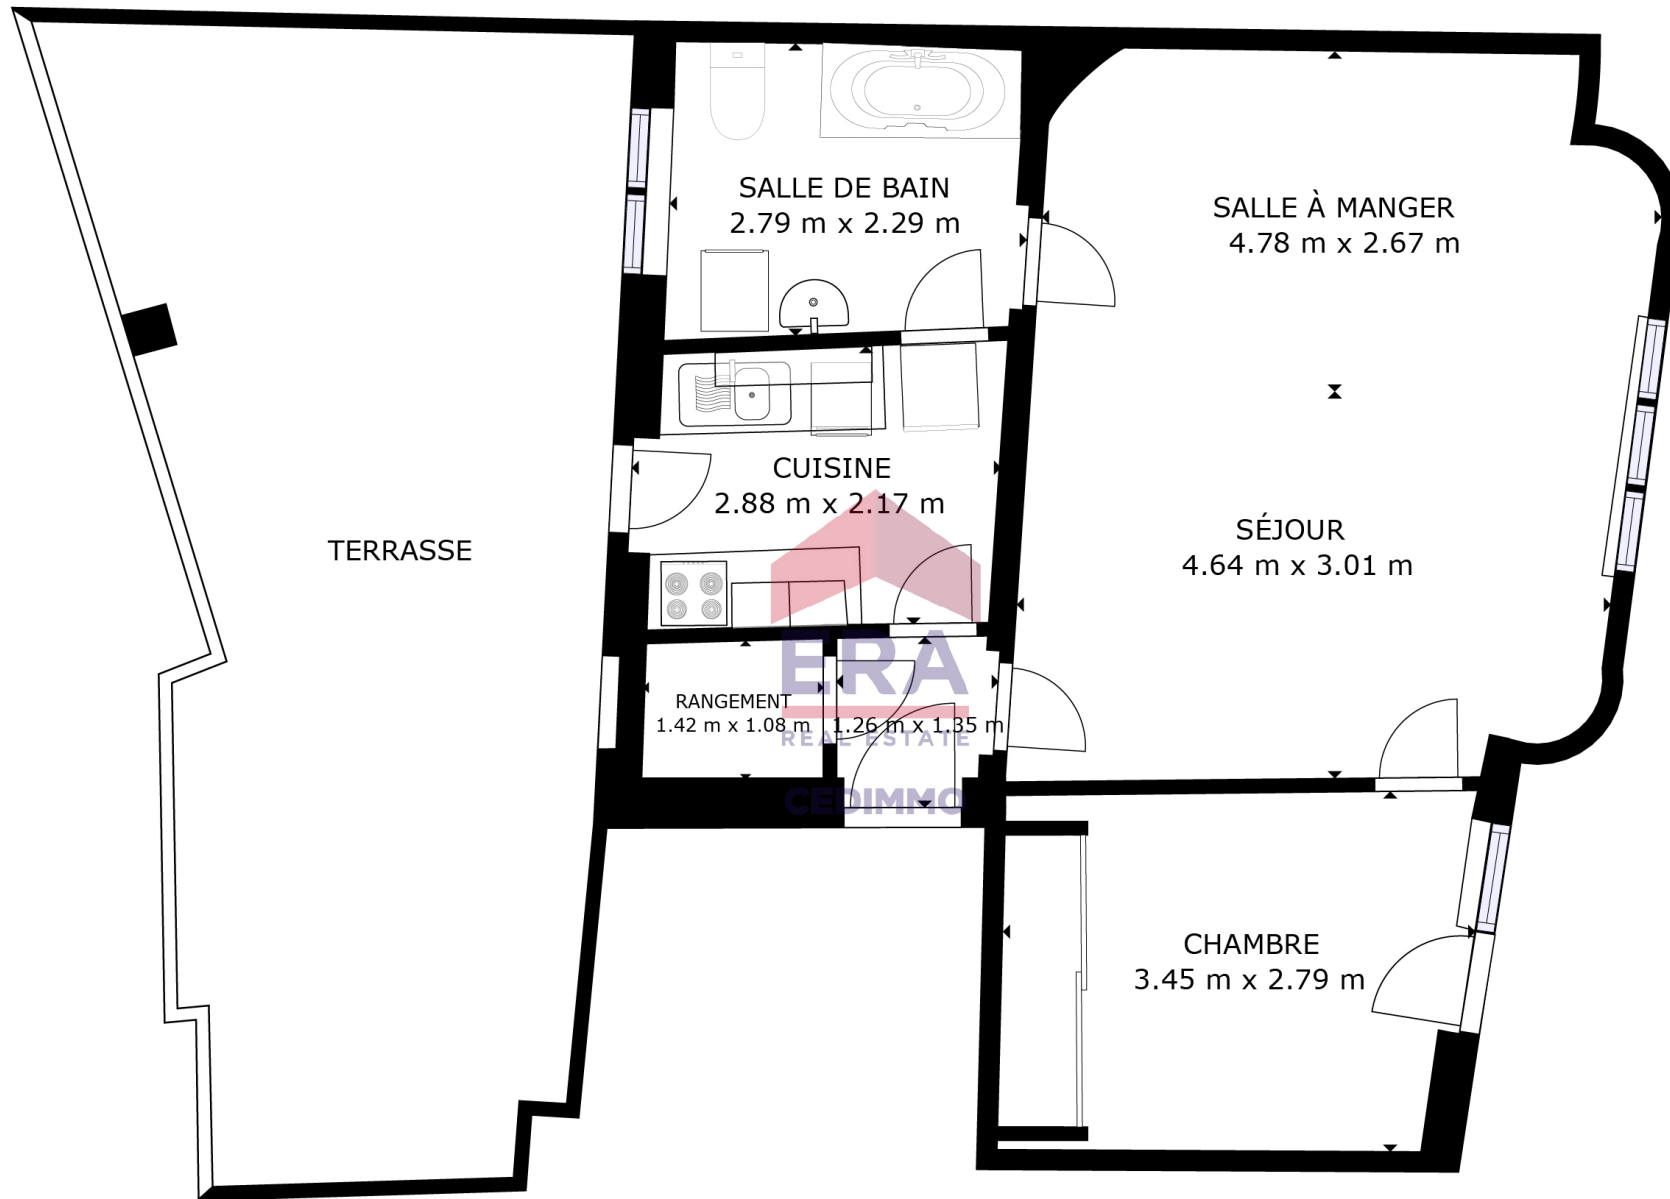 SALLE DE BAIN
2.79 m x 2.29 m
SALLE À MANGER
4.78 m x 2.67 m
CUISINE
2.88 m x 2.17 m
TERRASSE
SÉJOUR
4.64 m x 3.01 m
ERA
RANGEMENT
1.42 m x 1.08 m
1.26 m x 1.35 m
REAL ESTATE
CEDIMMO
CHAMBRE
3.45 m x 2.79 m